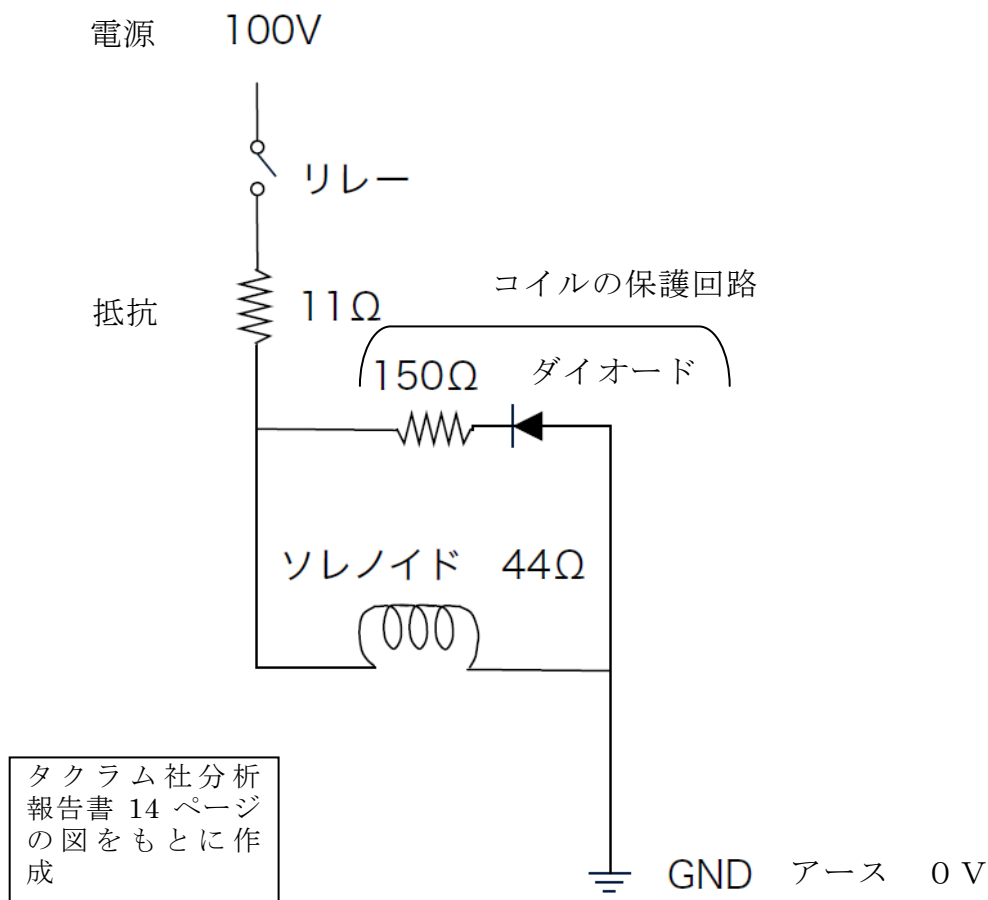 電源 100V
リレー
コイルの保護回路
抵抗 11Ω
150Ω ダイオード
ソレノイド 44Ω
タクラム社分析
報告書 14 ページ
の図をもとに作
成
GND アース ０V